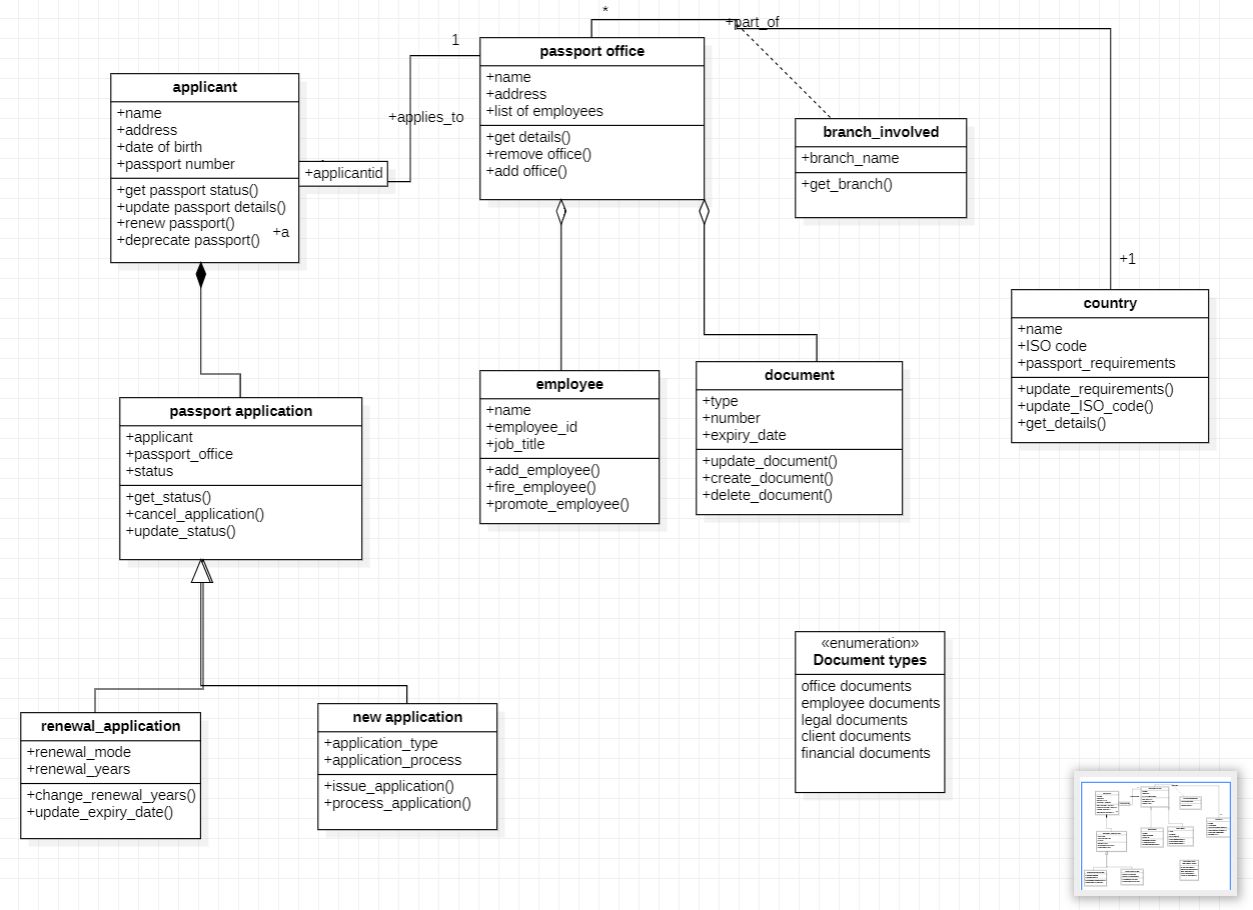 *
+part_of
1
passport office
+name
+address
+list of employees
+get details()
+remove office()
+add office()
applicant
+name
+address
+date of birth
+passport number
+get passport status()
+update passport details()
+renew passport()
+deprecate passport()
+a
+applies_to
+applicantid
branch_involved
+branch_name
+get_branch()
+1
country
+name
+ISO code
+passport_requirements
+update_requirements()
+update_ISO_code()
+get_details()
passport application
+applicant
+passport_office
+status
+get_status()
+cancel_application()
+update_status()
employee
+name
+employee_id
+job_title
+add_employee()
+fire_employee()
+promote_employee()
document
+type
+number
+expiry_date
+update_document()
+create_document()
+delete_document()
renewal_application
+renewal_mode
+renewal_years
+change_renewal_years()
+update_expiry_date()
new application
+application_type
+application_process
+issue_application()
+process_application()
«enumeration»
Document types
office documents
employee documents
legal documents
client documents
financial documents